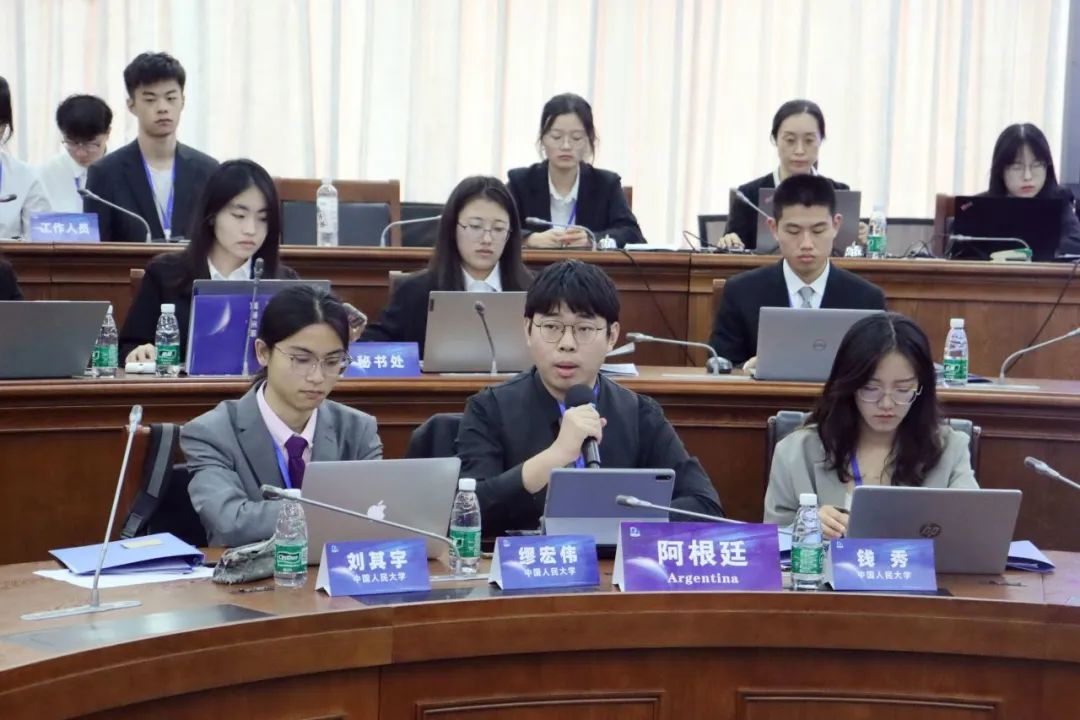 工作人员
秘书处
刘其宇
中国人民大学
缪宏伟
中国人民大学
阿根廷
Argentina
钱秀
中国人民大学
hp